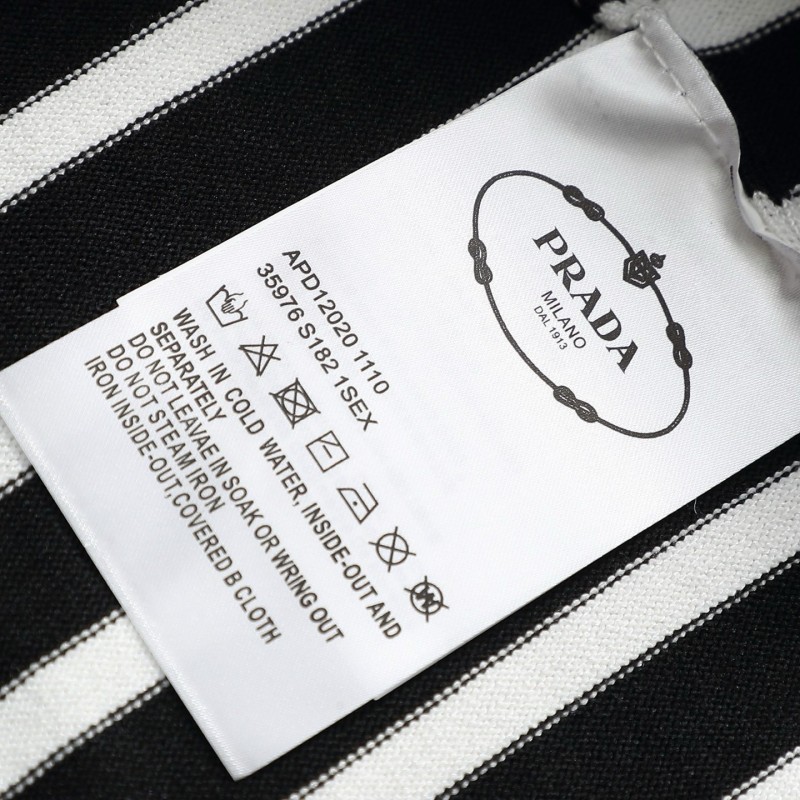 PRADA
MILANO
DAL 1913
APD12020 1110
35976 S182 1SEX
WASH IN COLD WATER, INSIDE-OUT AND
SEPARATELY
DO NOT LEAVAE IN SOAK OR WRING OUT
DO NOT STEAM IRON
IRON INSIDE-OUT,COVERED B CLOTH